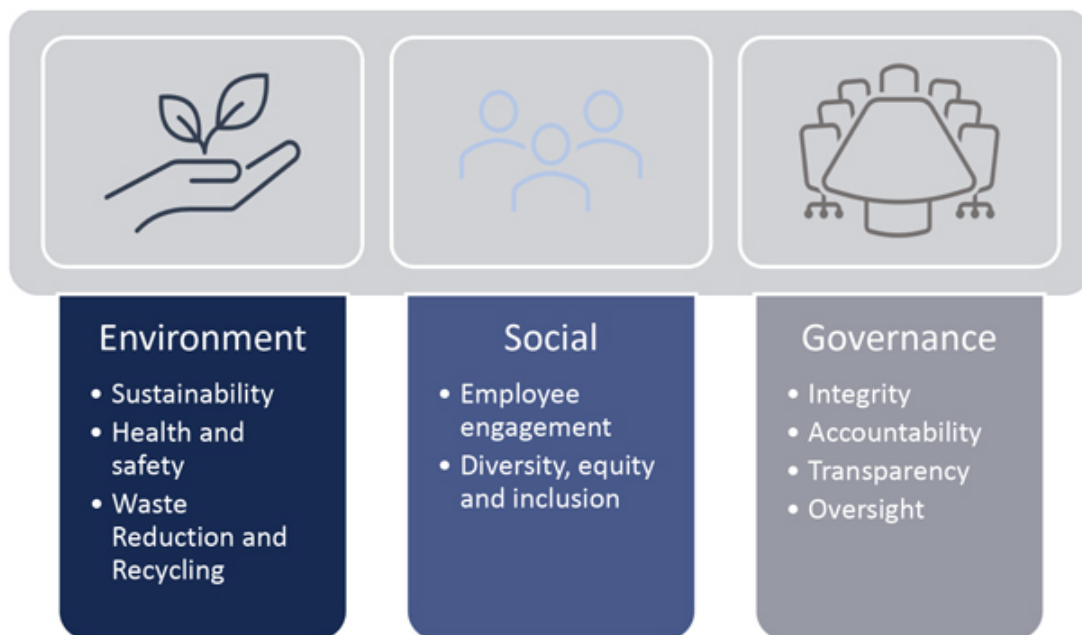 Environment
• Sustainability
• Health and
safety
• Waste
Reduction and
Recycling
Social
• Employee
engagement
• Diversity, equity
and inclusion
Governance
• Integrity
• Accountability
• Transparency
• Oversight